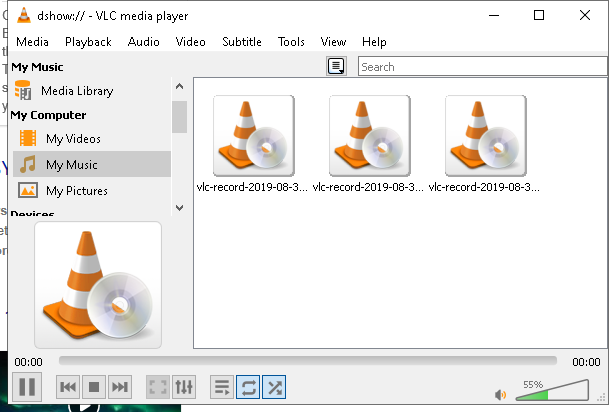 dshow:// - VLC media player
Media Playback Audio Video Subtitle Tools View Help
My Music
Search
Media Library
My Computer
My Videos
My Music
My Pictures
Devices
vlc-record-2019-08-3... vlc-record-2019-08-3... vlc-record-2019-08-3...
00:00 00:00
55%